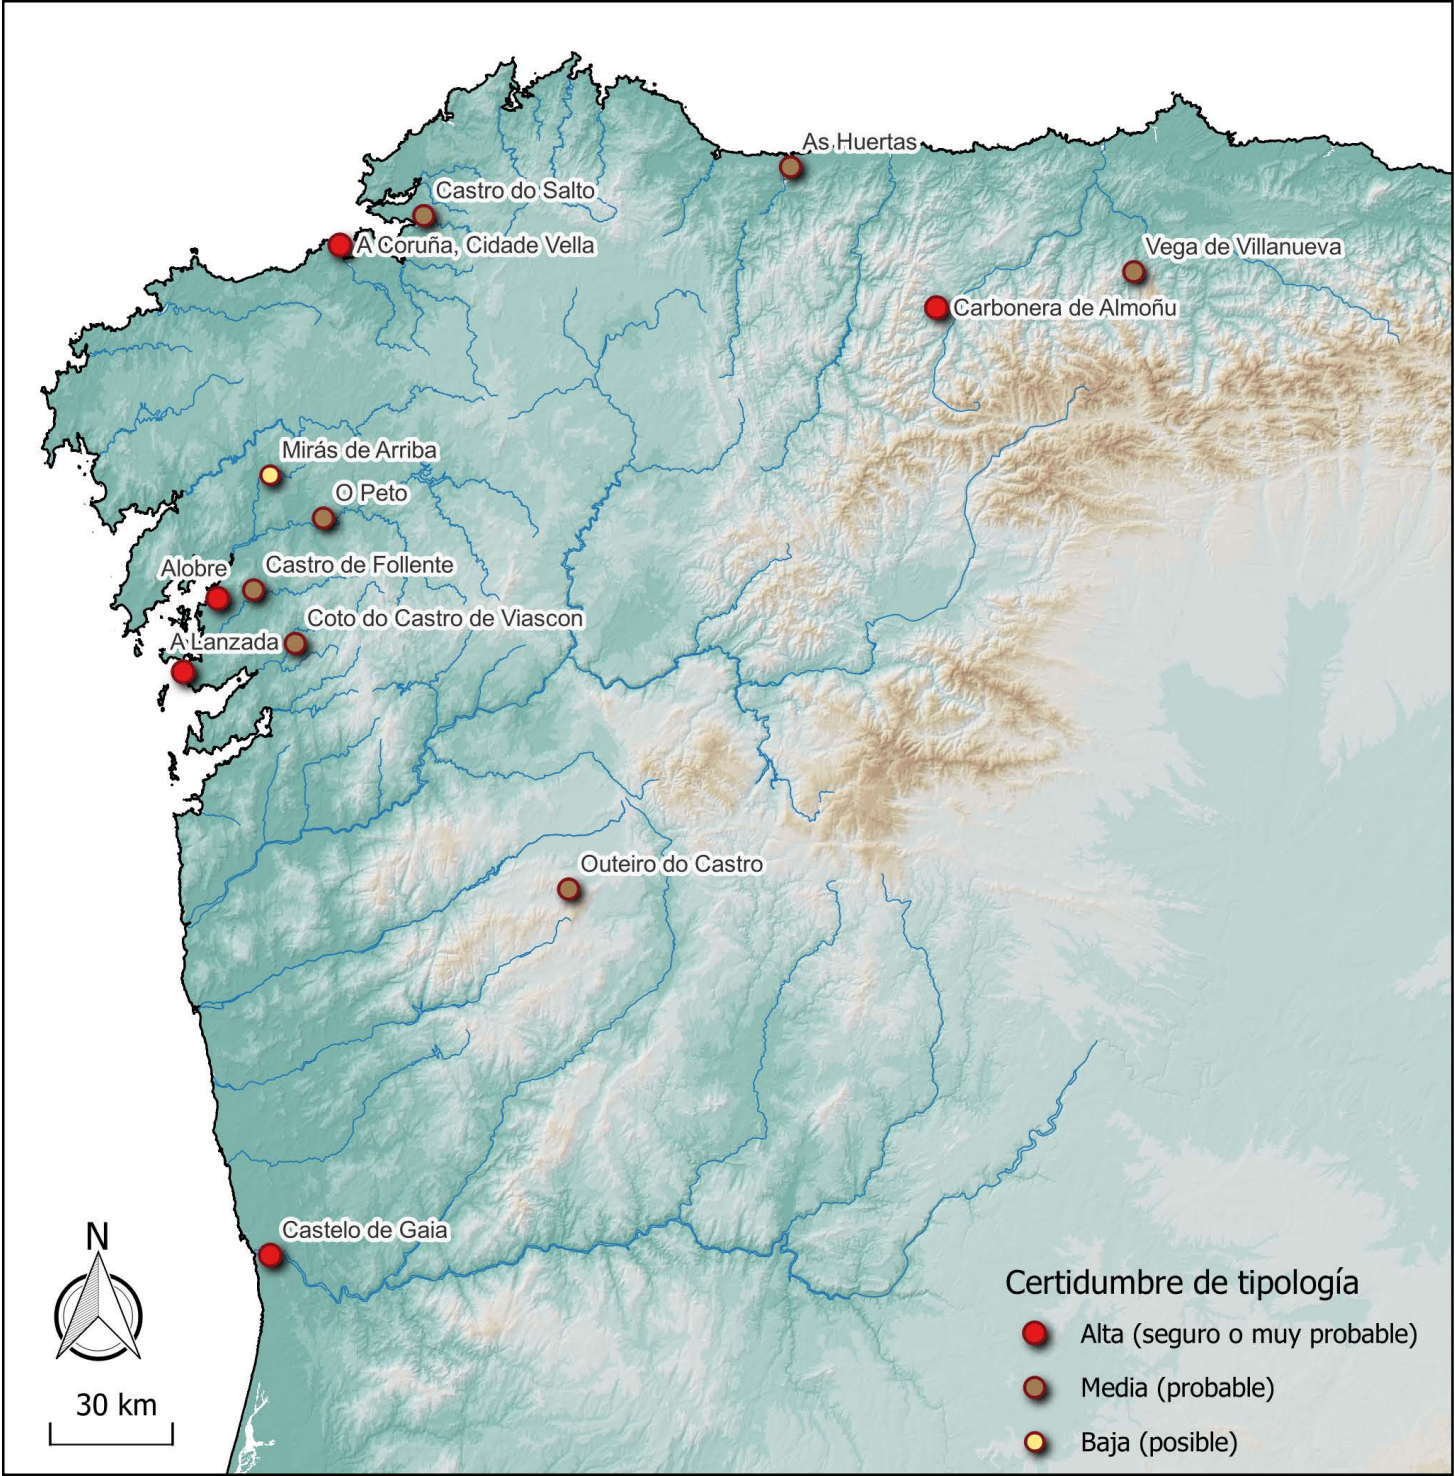 As Huertas
Castro do Salto
A Coruña, Cidade Vella
Vega de Villanueva
Carbonera de Almoñu
Mirás de Arriba
O Peto
Alobre
Castro de Follente
Coto do Castro de Viascon
A Lanzada
Outeiro do Castro
Castelo de Gaia
N
30 km
Certidumbre de tipología
Alta (seguro o muy probable)
Media (probable)
Baja (posible)